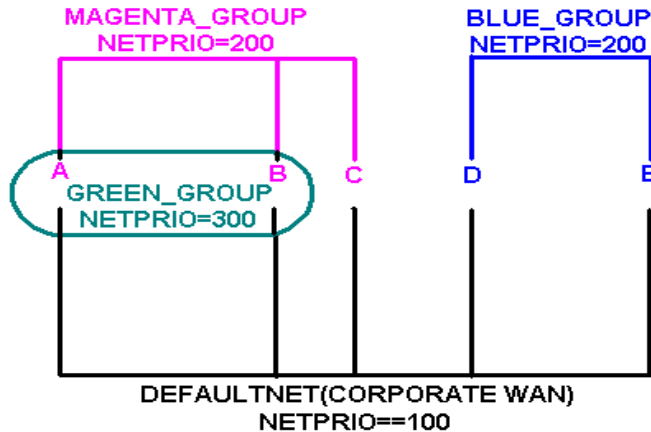 MAGENTA_GROUP
NETPRIO=200
BLUE_GROUP
NETPRIO=200
A
B
C
D
E
GREEN_GROUP
NETPRIO=300
DEFAULTNET(CORPORATE WAN)
NETPRIO==100